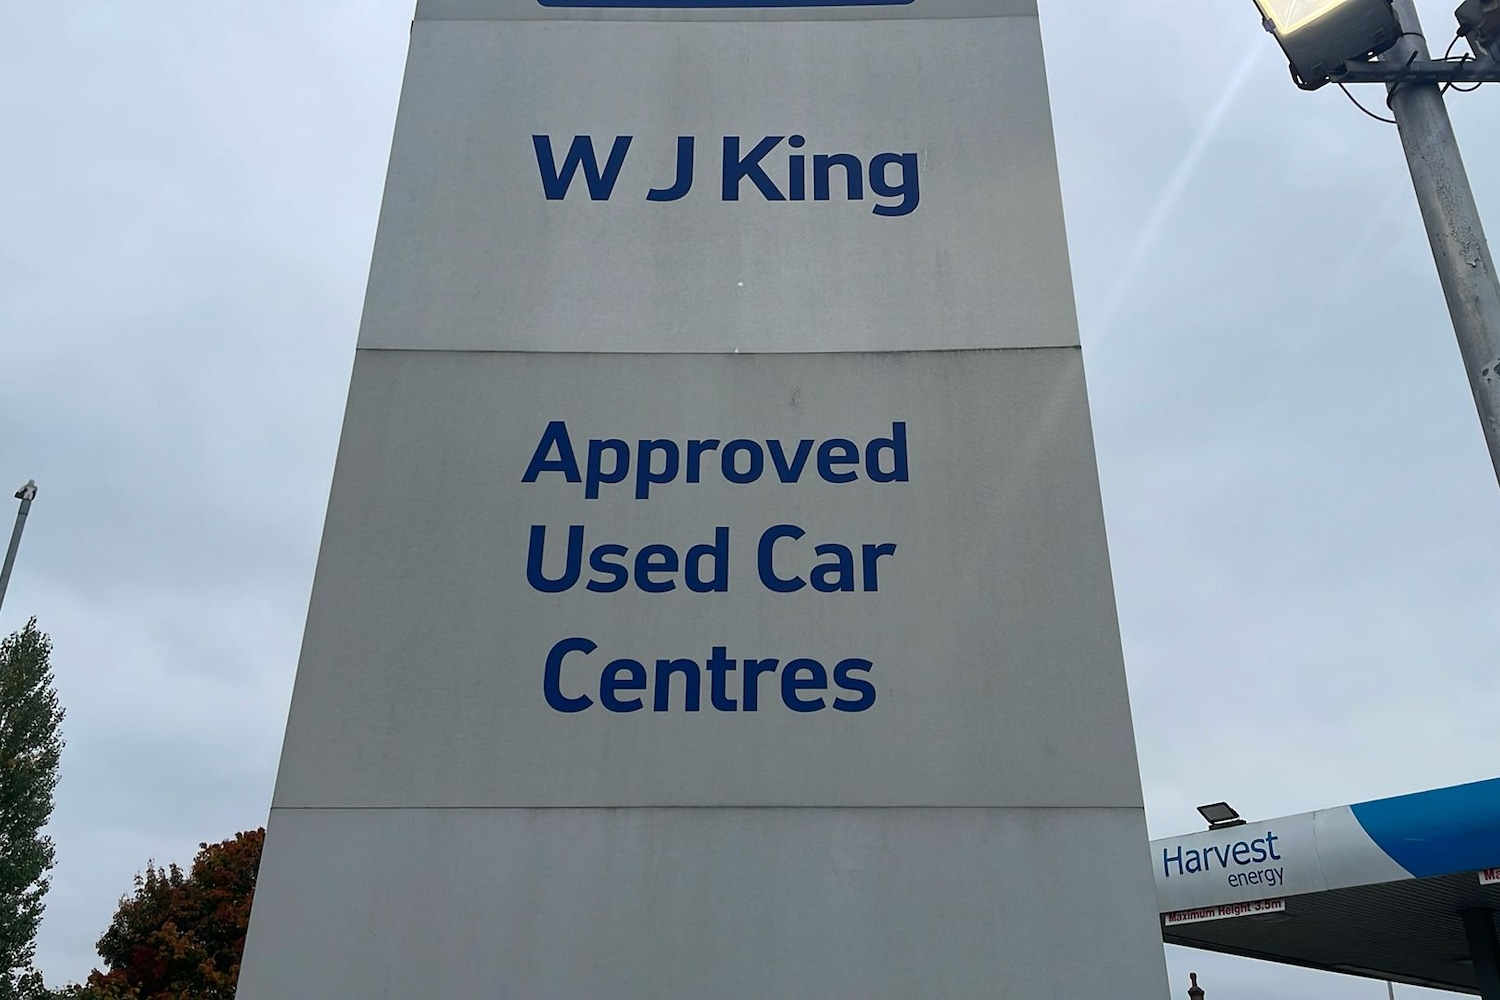 W J King
Approved
Used Car
Centres
Harvest
energy
Maximum Height 3.5m